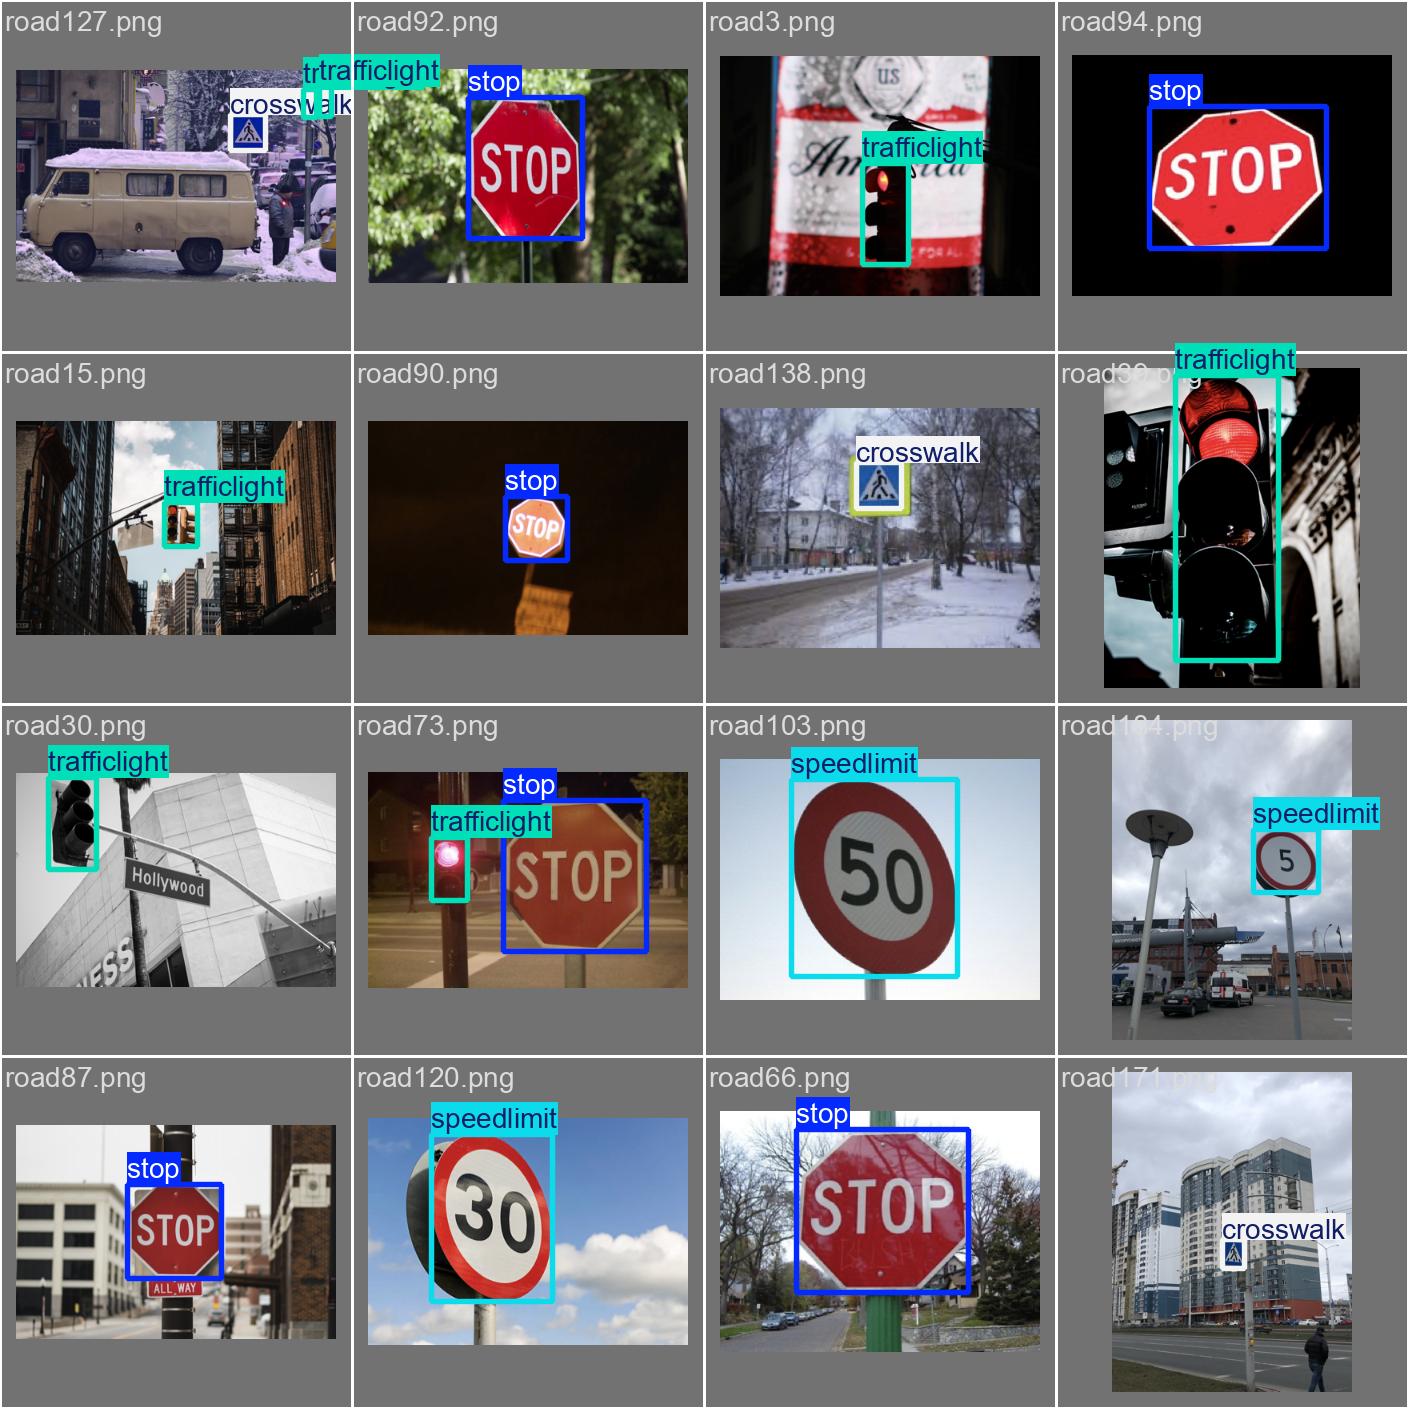 road127.png
road92.png
road3.png
road94.png
trafficlight
crosswalk
stop
STOP
US
trafficlight
stop
STOP
road15.png
road90.png
road138.png
trafficlight
trafficlight
stop
STOP
crosswalk
road30.png
road73.png
road103.png
trafficlight
Hollywood
stop
trafficlight
STOP
speedlimit
50
speedlimit
5
road87.png
road120.png
road66.png
road171.png
stop
STOP
ALL WAY
speedlimit
30
stop
STOP
crosswalk